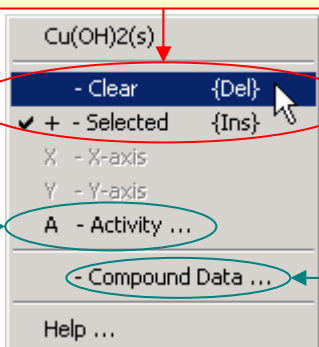 Cu(OH)2(s)
- Clear {Del}
✔ + - Selected {Ins}
X - X-axis
Y - Y-axis
A - Activity ...
- Compound Data ...
Help ...